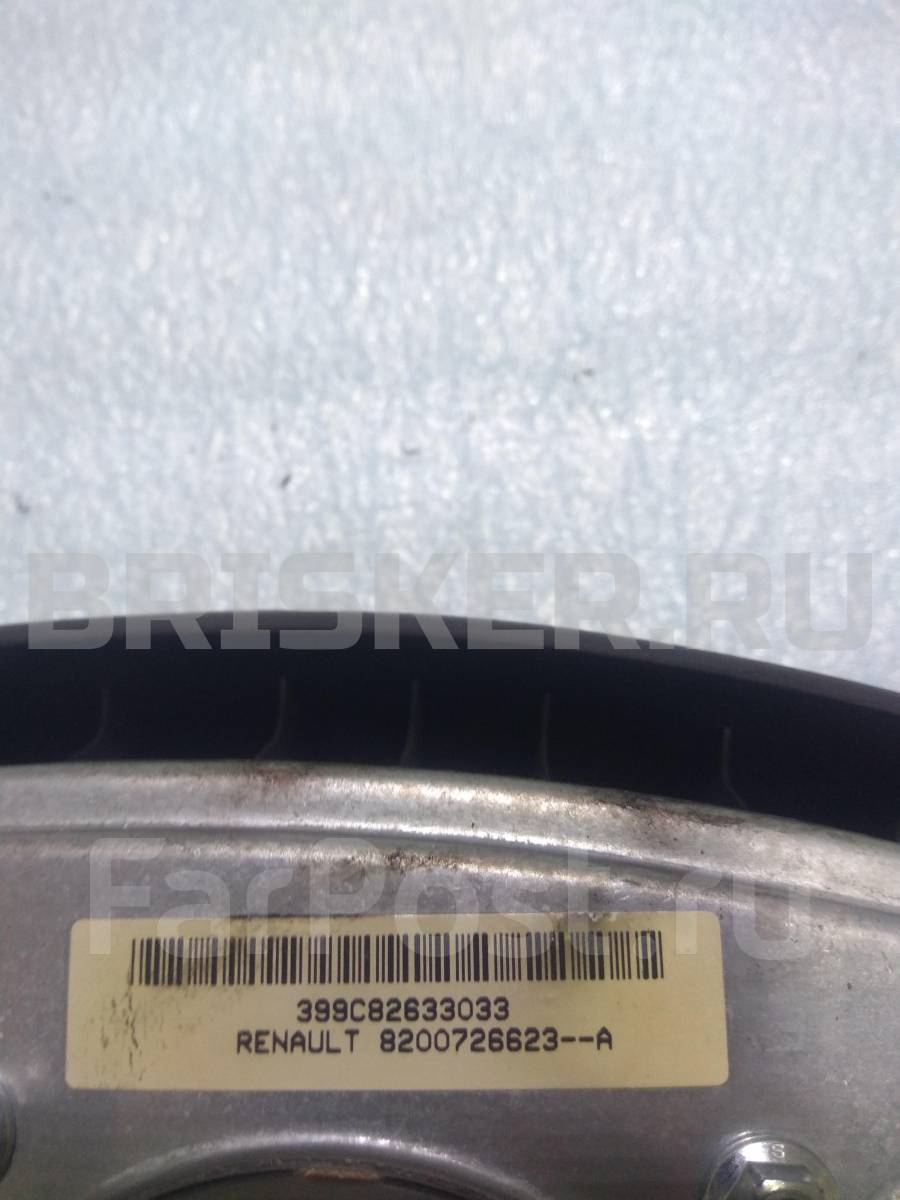 BRISKER.RU
FarPost.ru
399C82633033
RENAULT 8200726623--A